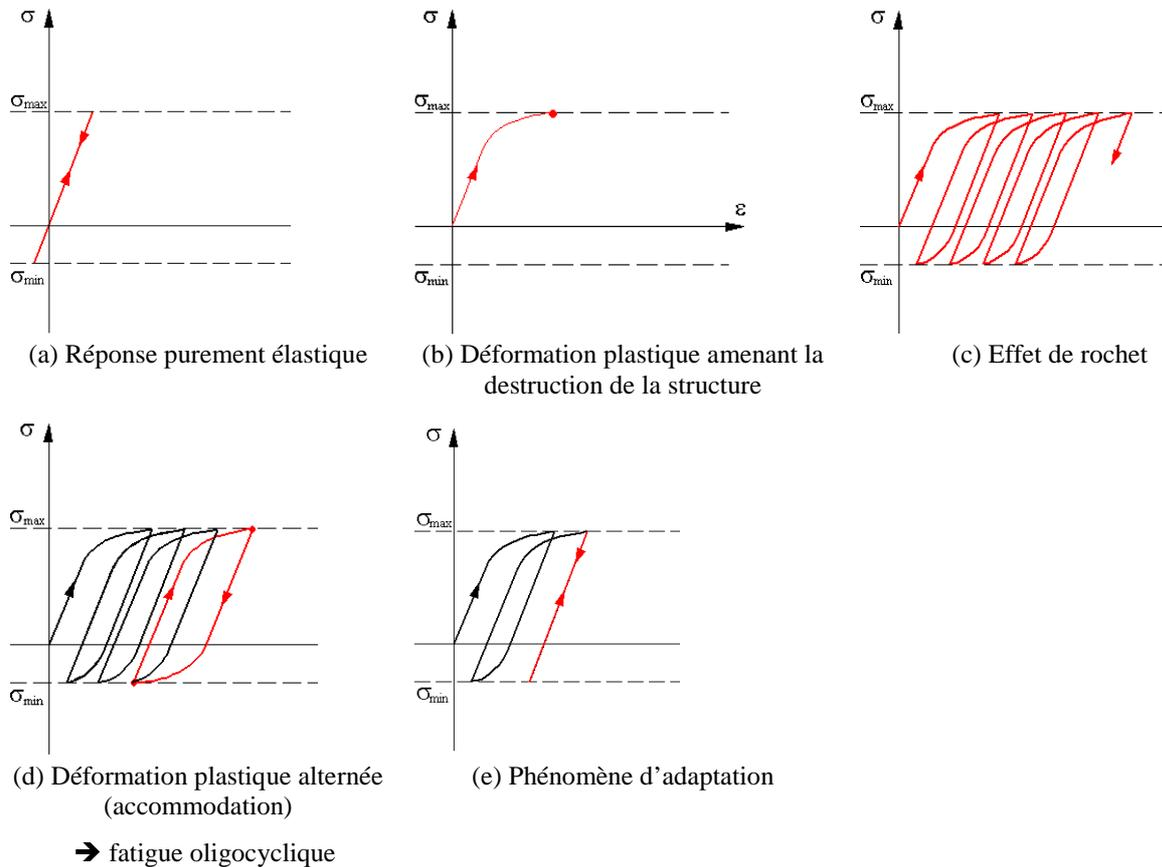 σ
σmax
σmin
(a) Réponse purement élastique
σ
σmax
ε
σmin
(b) Déformation plastique amenant la
destruction de la structure
σ
σmax
σmin
(c) Effet de rochet
σ
σmax
σmin
(d) Déformation plastique alternée
(accommodation)
➔ fatigue oligocyclique
σ
σmax
σmin
(e) Phénomène d’adaptation